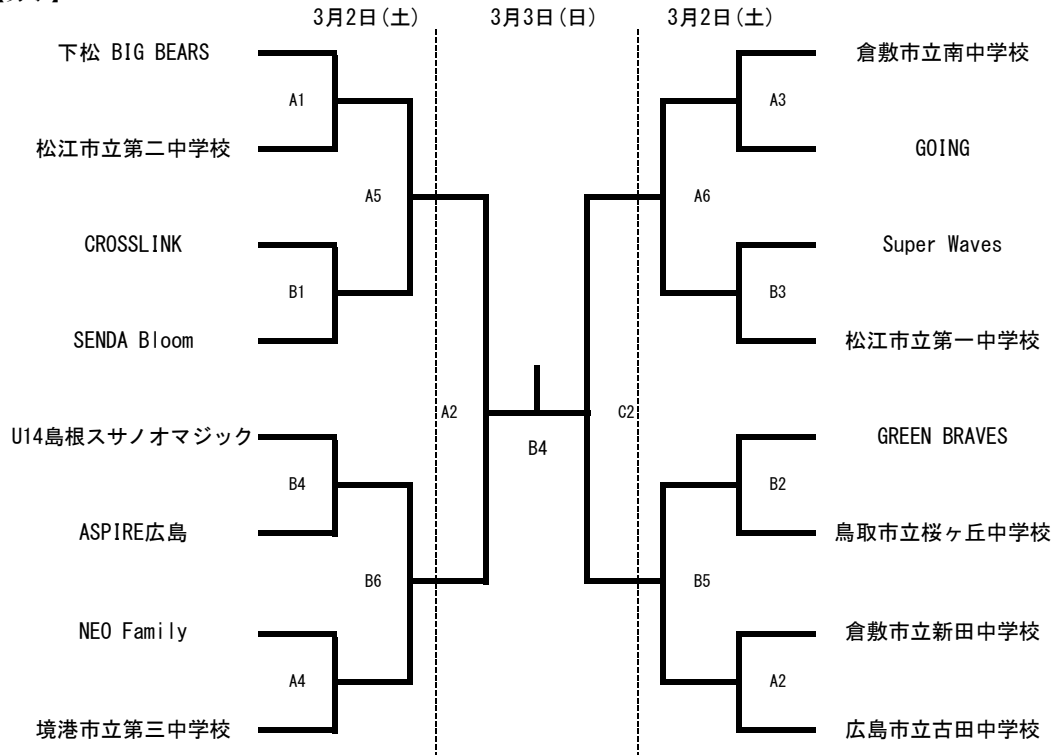 3月2日(土) 3月3日(日) 3月2日(土)
下松 BIG BEARS
A1
松江市立第二中学校
A5
CROSSLINK
B1
SENDA Bloom
A2
U14島根スサノオマジック
B4
ASPIRE広島
B6
NEO Family
A4
境港市立第三中学校
B4
倉敷市立南中学校
A3
GOING
A6
Super Waves
B3
松江市立第一中学校
C2
GREEN BRAVES
B2
鳥取市立桜ヶ丘中学校
B5
倉敷市立新田中学校
A2
広島市立古田中学校